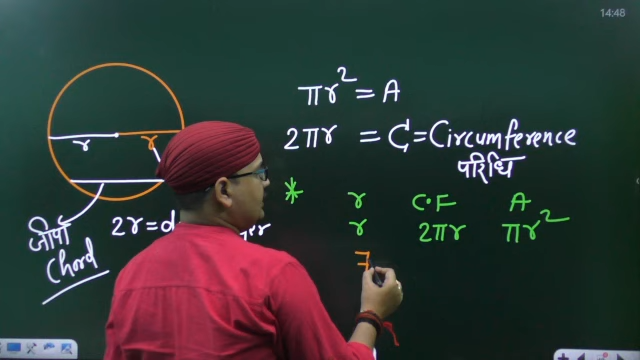 14:48
πr² = A
2πr = C = Circumference
परिधि
r
r
* r C.F A
r 2πr πr²
7
जीवा
Chord
2r = d